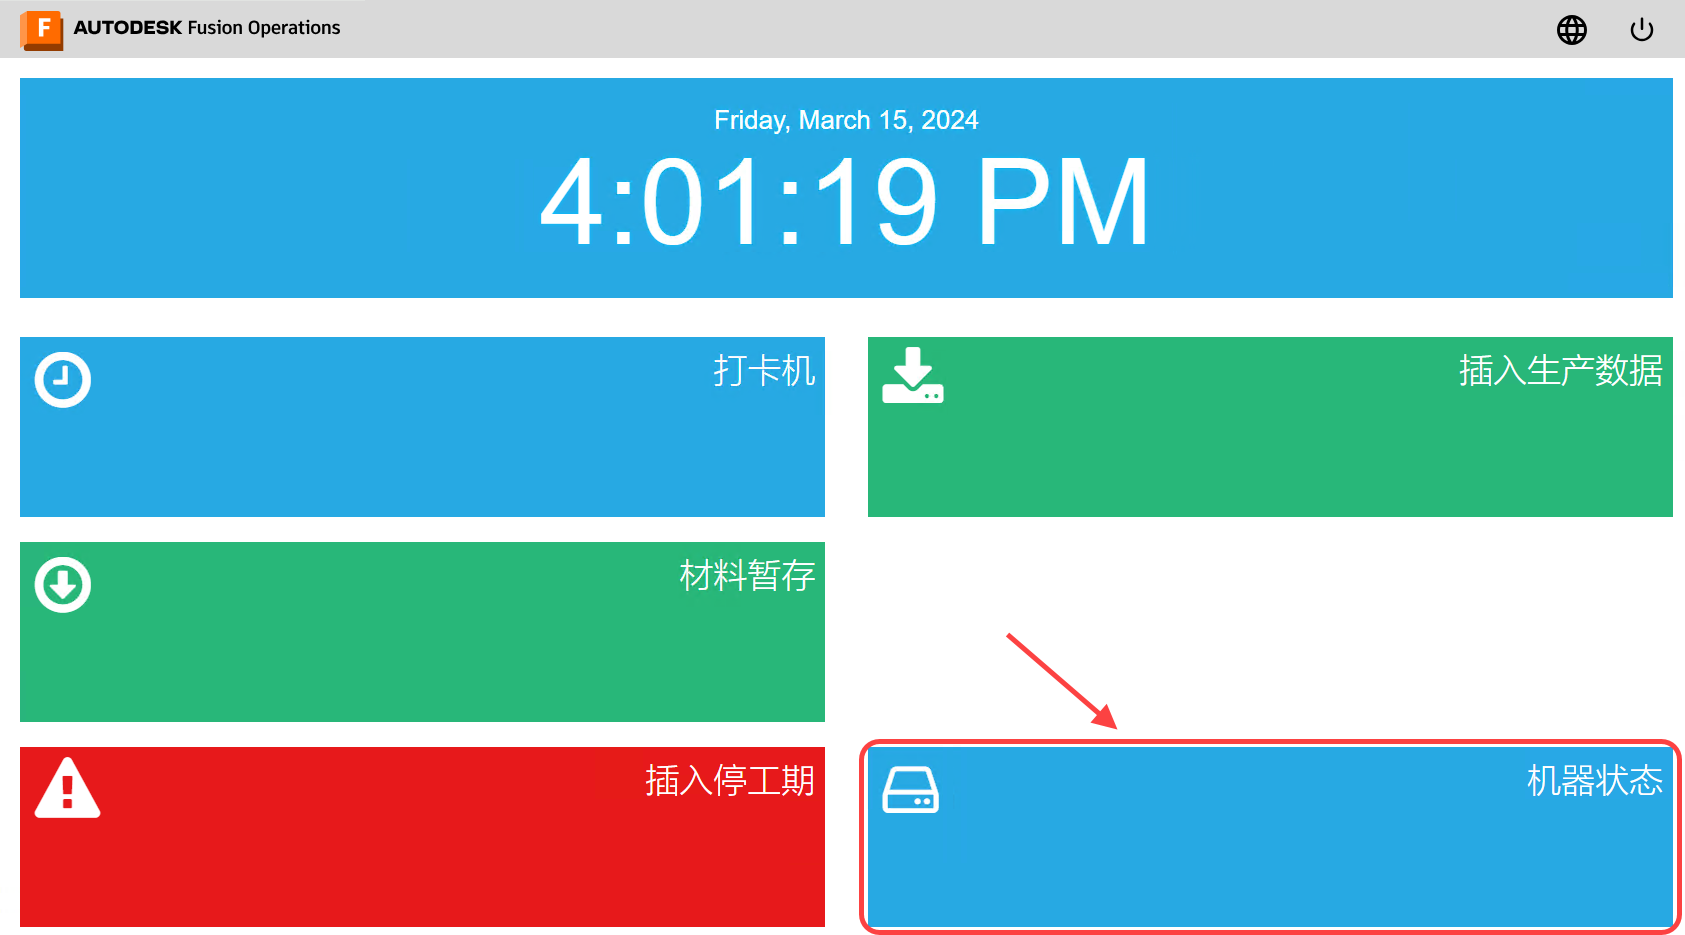 F AUTODESK Fusion Operations
Friday, March 15, 2024
4:01:19 PM
打卡机
插入生产数据
材料暂存
插入停工期
机器状态